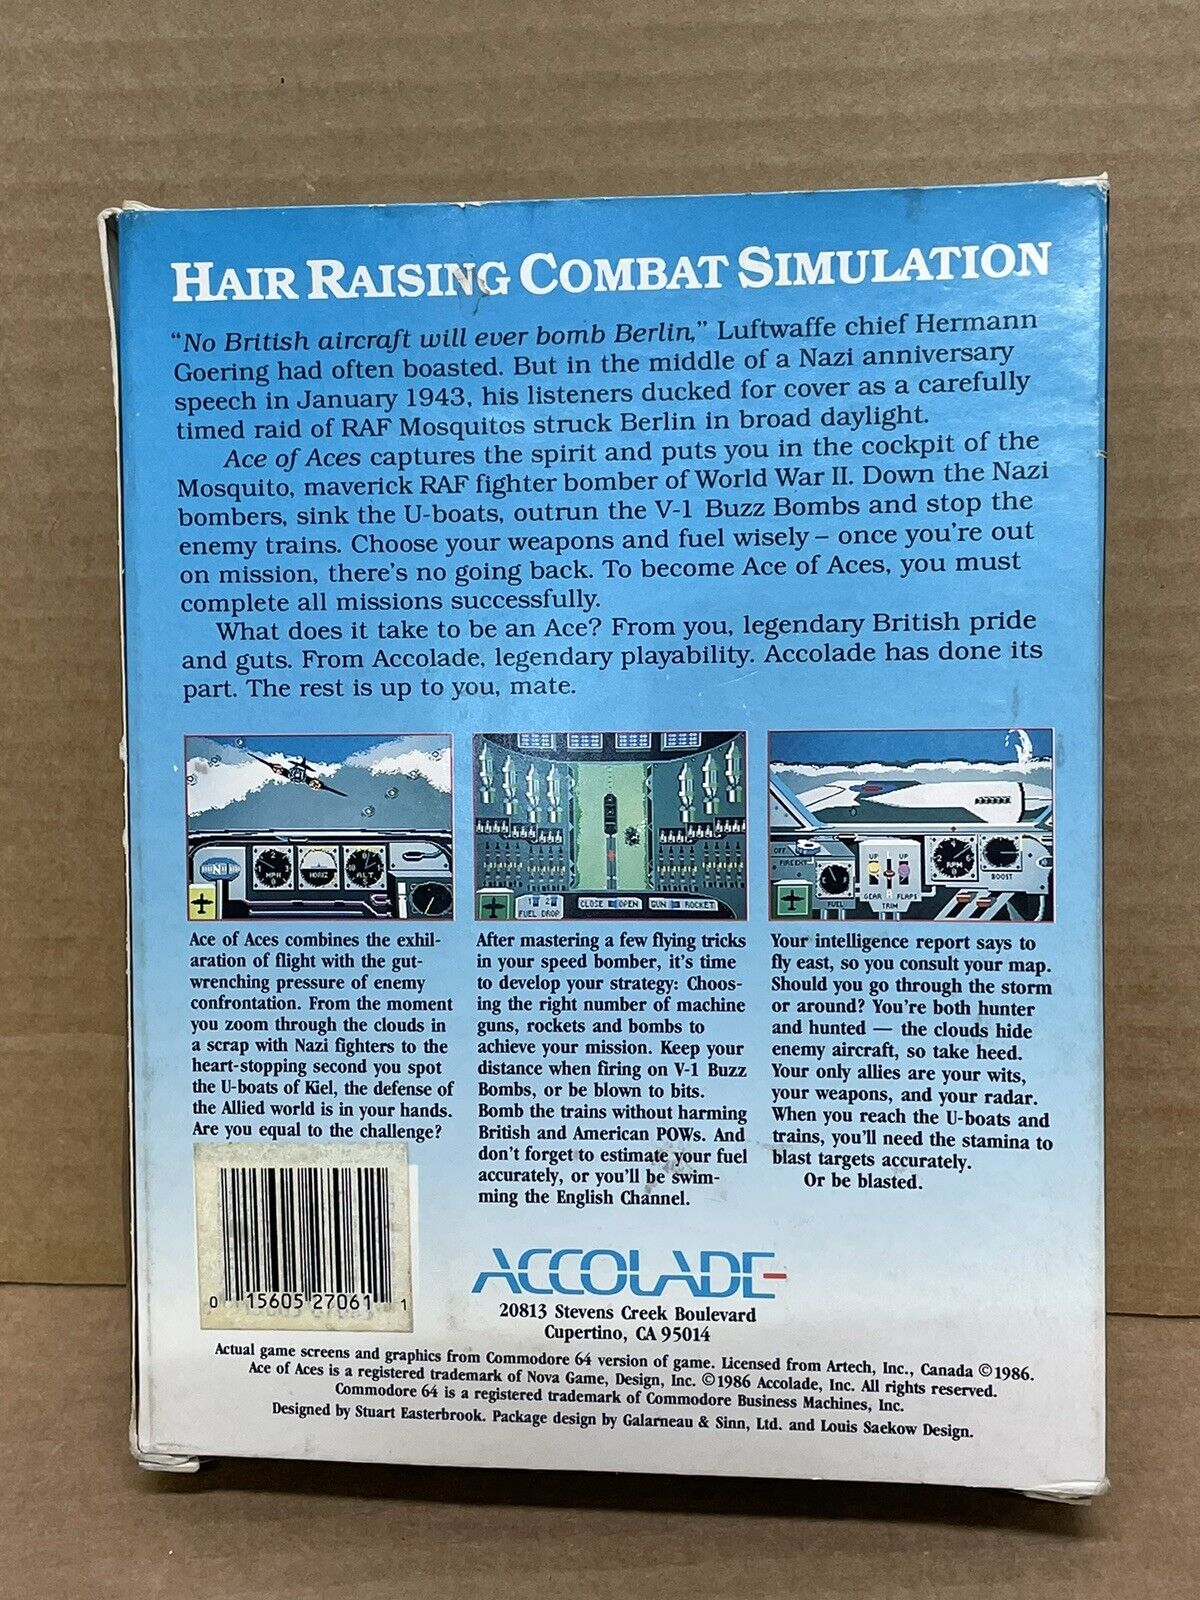 HAIR RAISING COMBAT SIMULATION
“No British aircraft will ever bomb Berlin,” Luftwaffe chief Hermann
Goering had often boasted. But in the middle of a Nazi anniversary
speech in January 1943, his listeners ducked for cover as a carefully
timed raid of RAF Mosquitos struck Berlin in broad daylight.
Ace of Aces captures the spirit and puts you in the cockpit of the
Mosquito, maverick RAF fighter bomber of World War II. Down the Nazi
bombers, sink the U-boats, outrun the V-1 Buzz Bombs and stop the
enemy trains. Choose your weapons and fuel wisely – once you're out
on mission, there's no going back. To become Ace of Aces, you must
complete all missions successfully.
What does it take to be an Ace? From you, legendary British pride
and guts. From Accolade, legendary playability. Accolade has done its
part. The rest is up to you, mate.
MPH
HORIZ
ALT
1 2
FUEL DROP
CLOSE OPEN
GUN ROCKET
OFF
FIRE EXT
FUEL
UP UP
GEAR FLAPS
TRIM
RPM
BOOST
Ace of Aces combines the exhil-
aration of flight with the gut-
wrenching pressure of enemy
confrontation. From the moment
you zoom through the clouds in
a scrap with Nazi fighters to the
heart-stopping second you spot
the U-boats of Kiel, the defense of
the Allied world is in your hands.
Are you equal to the challenge?
After mastering a few flying tricks
in your speed bomber, it's time
to develop your strategy: Choos-
ing the right number of machine
guns, rockets and bombs to
achieve your mission. Keep your
distance when firing on V-1 Buzz
Bombs, or be blown to bits.
Bomb the trains without harming
British and American POWs. And
don't forget to estimate your fuel
accurately, or you'll be swim-
ming the English Channel.
Your intelligence report says to
fly east, so you consult your map.
Should you go through the storm
or around? You're both hunter
and hunted — the clouds hide
enemy aircraft, so take heed.
Your only allies are your wits,
your weapons, and your radar.
When you reach the U-boats and
trains, you'll need the stamina to
blast targets accurately.
Or be blasted.
0 15605 27061 1
ACCOLADE
20813 Stevens Creek Boulevard
Cupertino, CA 95014
Actual game screens and graphics from Commodore 64 version of game. Licensed from Artech, Inc., Canada ©1986.
Ace of Aces is a registered trademark of Nova Game, Design, Inc. ©1986 Accolade, Inc. All rights reserved.
Commodore 64 is a registered trademark of Commodore Business Machines, Inc.
Designed by Stuart Easterbrook. Package design by Galarneau & Sinn, Ltd. and Louis Saekow Design.